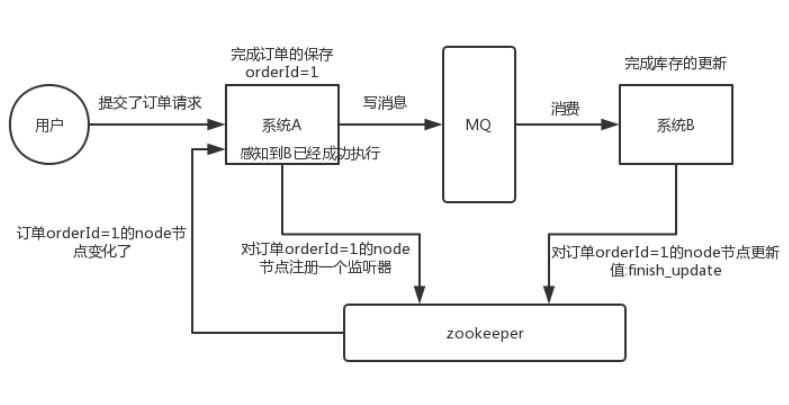 完成订单的保存
orderId=1
完成库存的更新
提交了订单请求
写消息
消费
用户
系统A
MQ
系统B
感知到B已经成功执行
订单orderId=1的node节
点变化了
对订单orderId=1的node
节点注册一个监听器
对订单orderId=1的node节点更新
值:finish_update
zookeeper